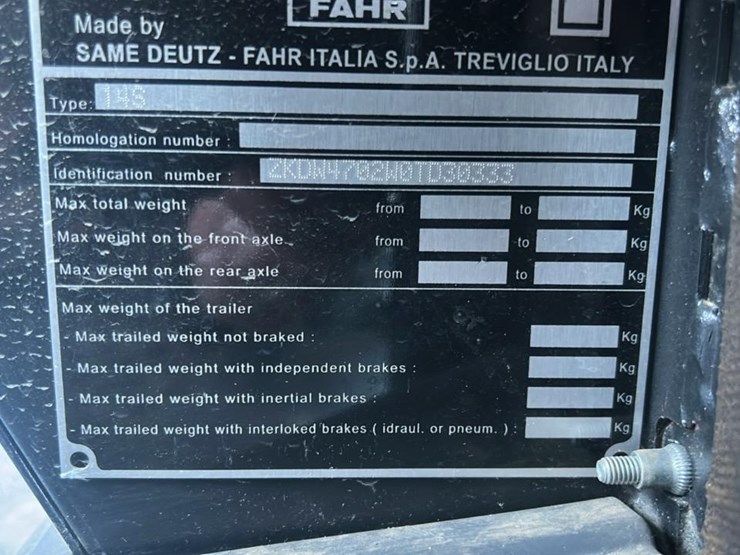 FAHR
Made by
SAME DEUTZ - FAHR ITALIA S.p.A. TREVIGLIO ITALY
Type: 14S
Homologation number :
Identification number : ZKDW4702W0TD30333
Max total weight from to Kg
Max weight on the front axle from to Kg
Max weight on the rear axle from to Kg
Max weight of the trailer
- Max trailed weight not braked : Kg
- Max trailed weight with independent brakes : Kg
- Max trailed weight with inertial brakes : Kg
- Max trailed weight with interloked brakes ( idraul. or pneum. ) : Kg